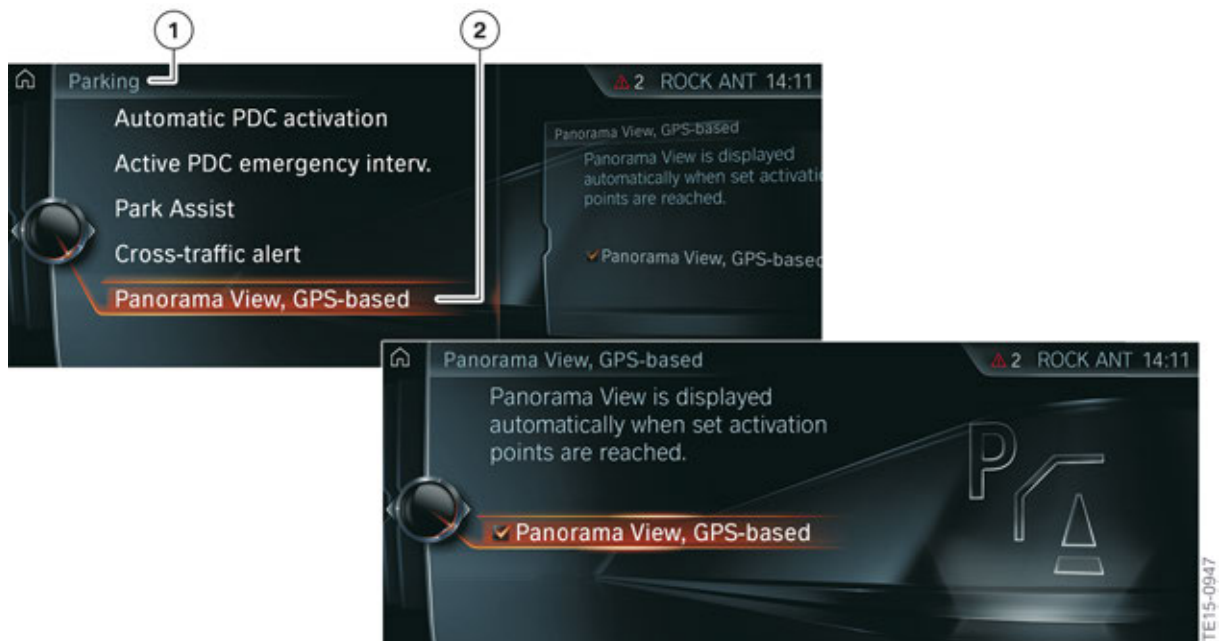 1
2
Parking
2 ROCK ANT 14:11
Automatic PDC activation
Active PDC emergency interv.
Park Assist
Cross-traffic alert
Panorama View, GPS-based
Panorama View, GPS-based
Panorama View is displayed
automatically when set activatio
points are reached.
Panorama View, GPS-based
Panorama View, GPS-based
2 ROCK ANT 14:11
Panorama View is displayed
automatically when set activation
points are reached.
Panorama View, GPS-based
P
TE15-0947